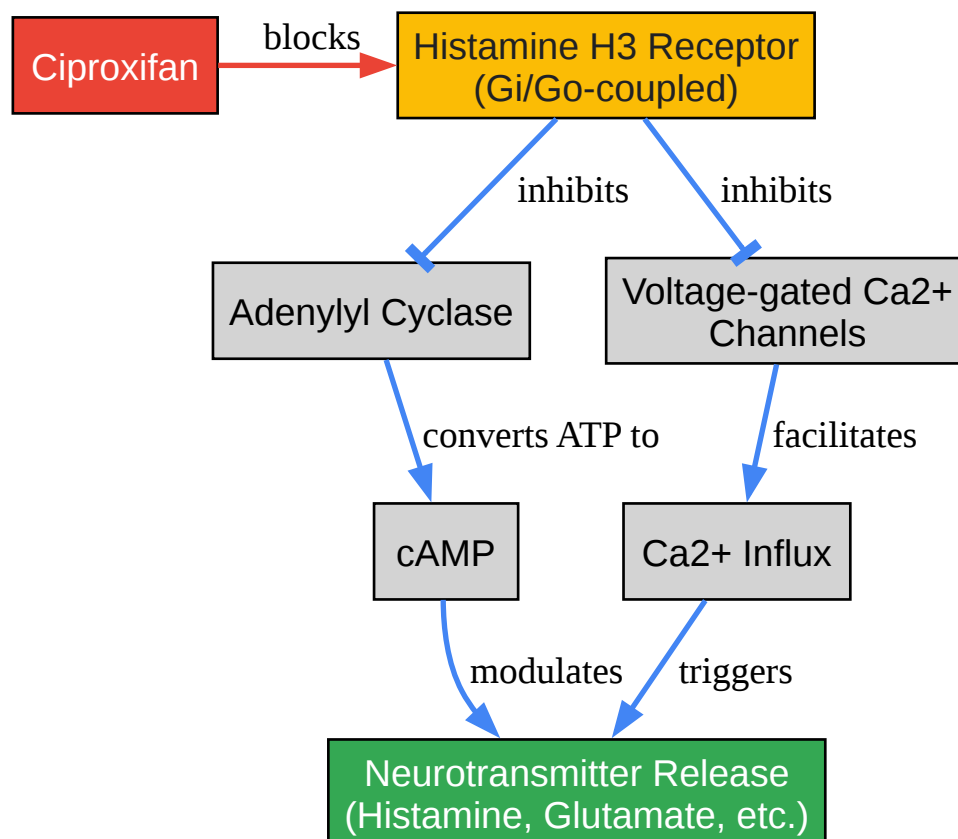 blocks
Ciproxifan
Histamine H3 Receptor
(Gi/Go-coupled)
inhibits
inhibits
Adenylyl Cyclase
Voltage-gated Ca2+
Channels
converts ATP to
facilitates
cAMP
Ca2+ Influx
modulates
triggers
Neurotransmitter Release
(Histamine, Glutamate, etc.)